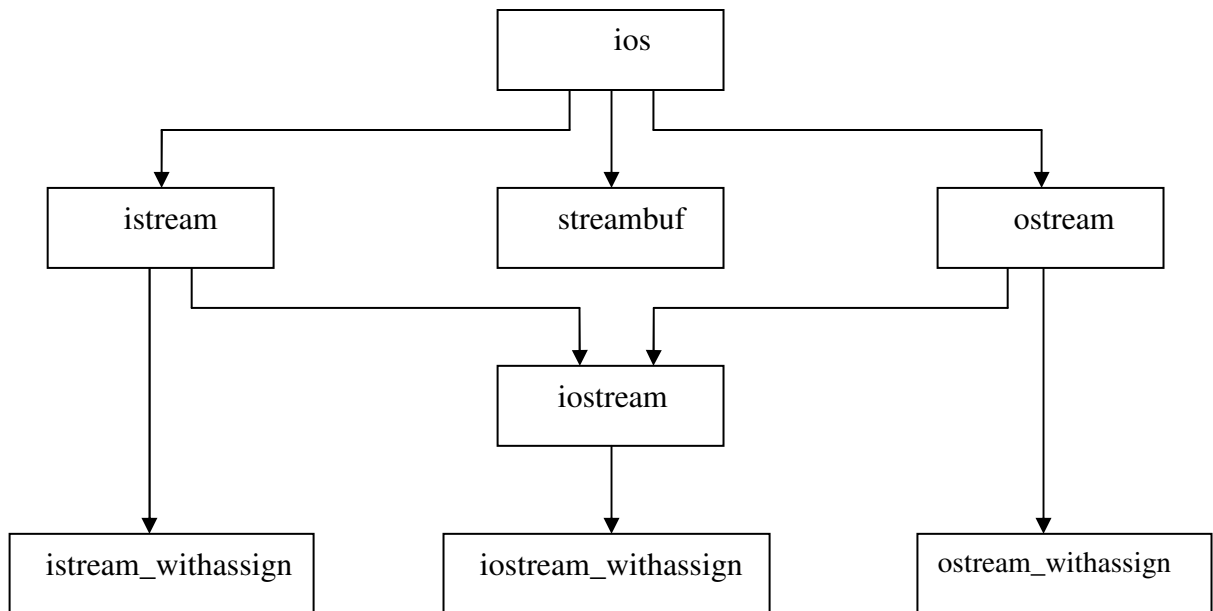 ios
istream
streambuf
ostream
iostream
istream_withassign
iostream_withassign
ostream_withassign